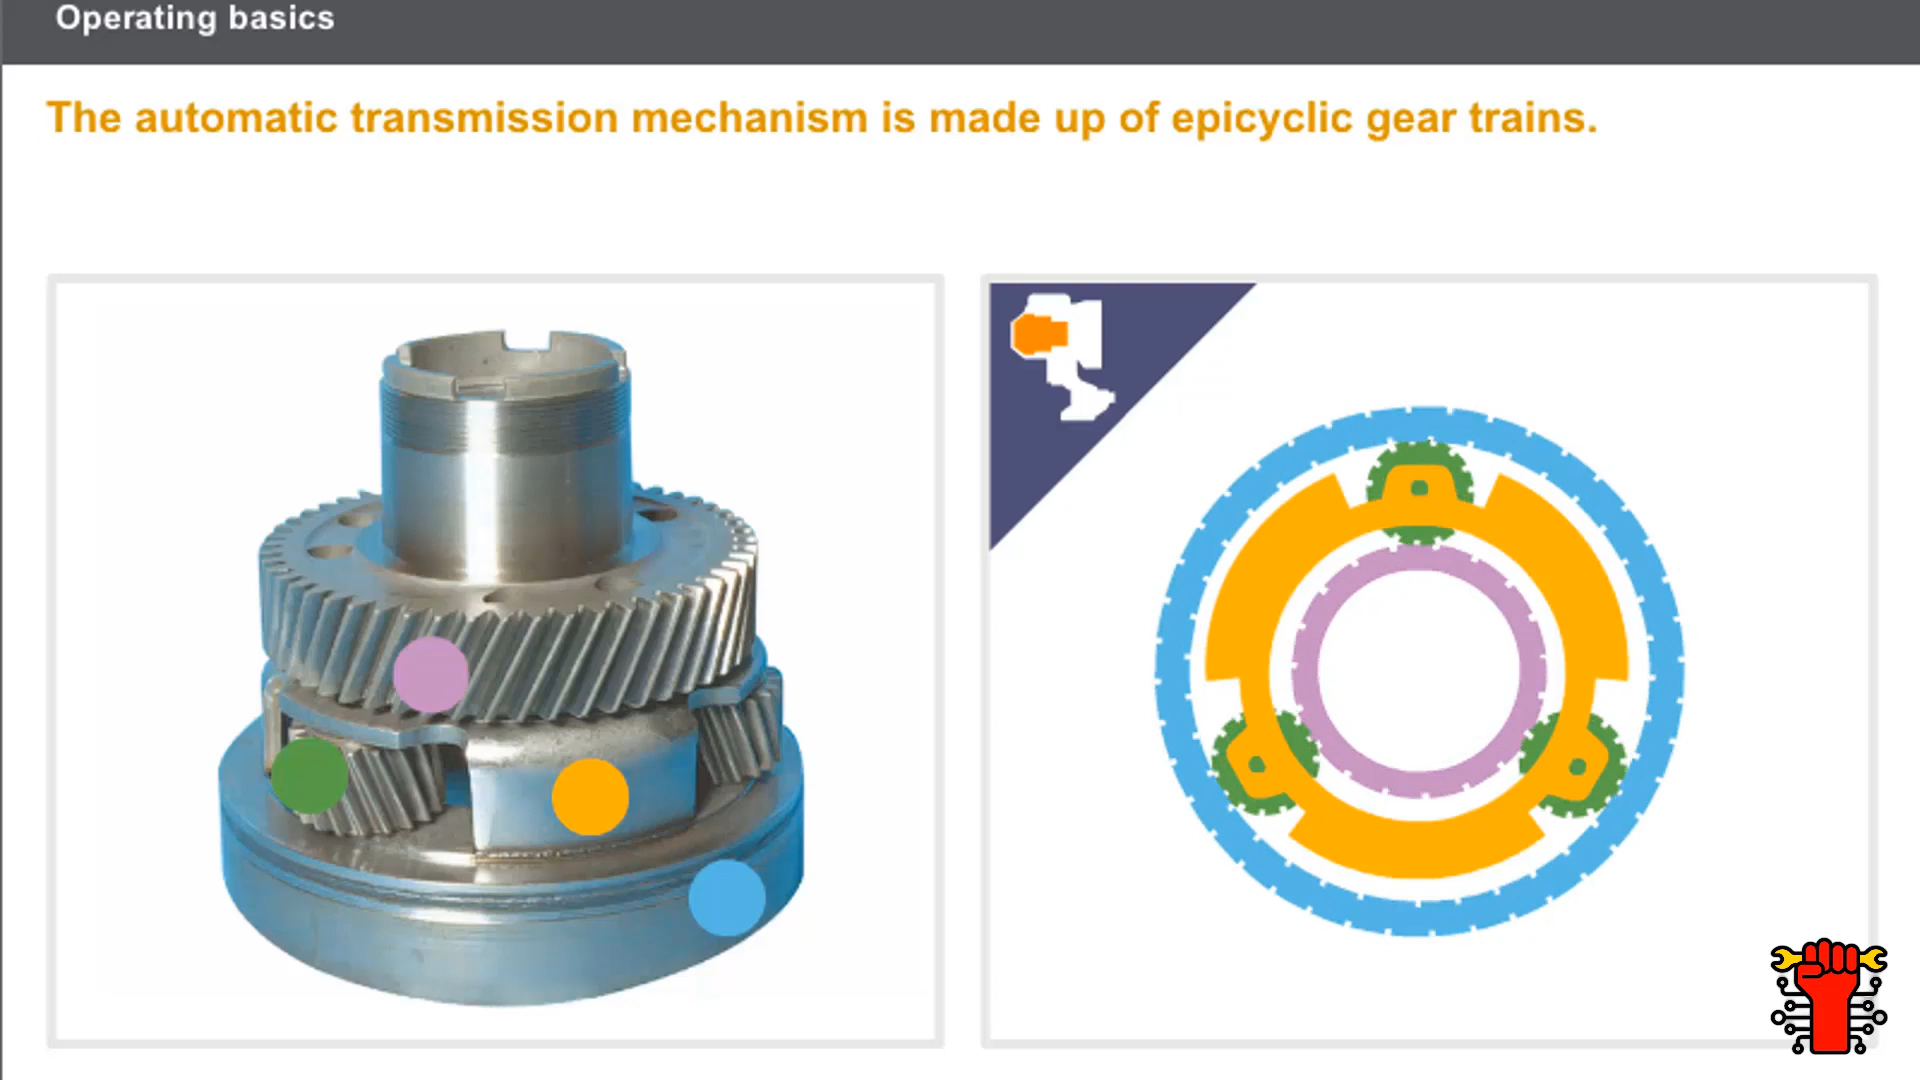 Operating basics
The automatic transmission mechanism is made up of epicyclic gear trains.